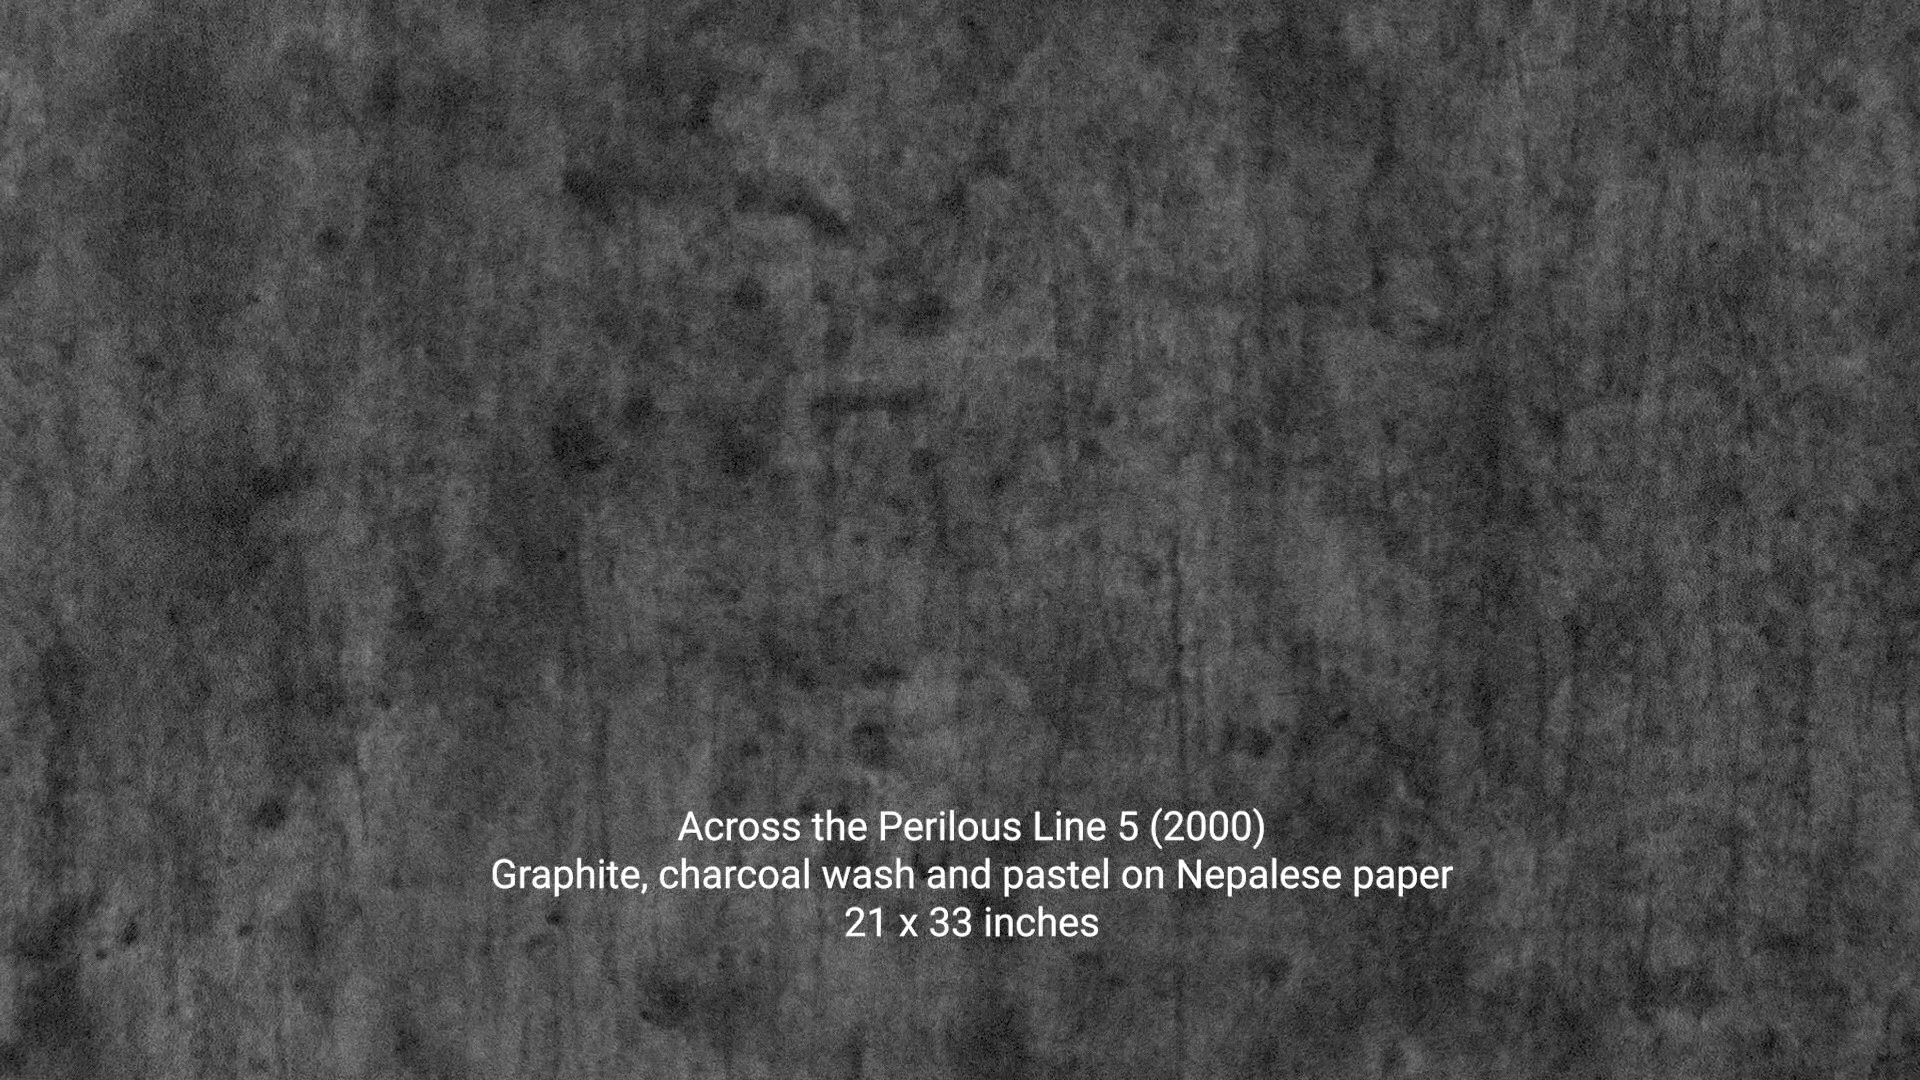 Across the Perilous Line 5 (2000)
Graphite, charcoal wash and pastel on Nepalese paper
21 x 33 inches